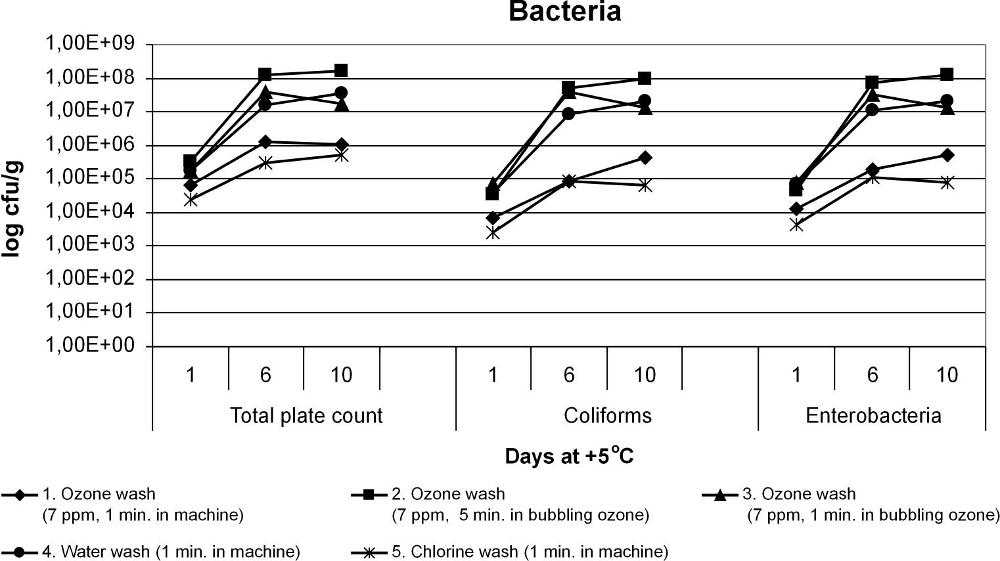 Bacteria
log cfu/g
1,00E+09
1,00E+08
1,00E+07
1,00E+06
1,00E+05
1,00E+04
1,00E+03
1,00E+02
1,00E+01
1,00E+00
1 6 10 1 6 10 1 6 10
Total plate count Coliforms Enterobacteria
Days at +5°C
1. Ozone wash
(7 ppm, 1 min. in machine)
2. Ozone wash
(7 ppm, 5 min. in bubbling ozone)
3. Ozone wash
(7 ppm, 1 min. in bubbling ozone)
4. Water wash (1 min. in machine)
5. Chlorine wash (1 min. in machine)